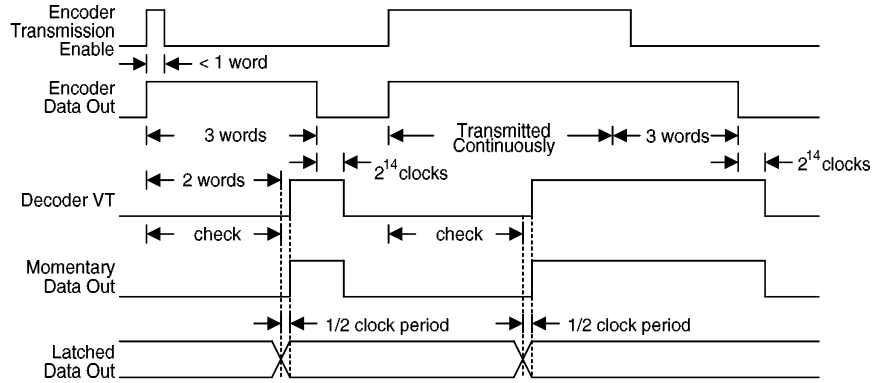 Encoder
Transmission
Enable
< 1 word
Encoder
Data Out
3 words
Transmitted
Continuously
3 words
2^14 clocks
2^14 clocks
2 words
Decoder VT
check
check
Momentary
Data Out
1/2 clock period
1/2 clock period
Latched
Data Out